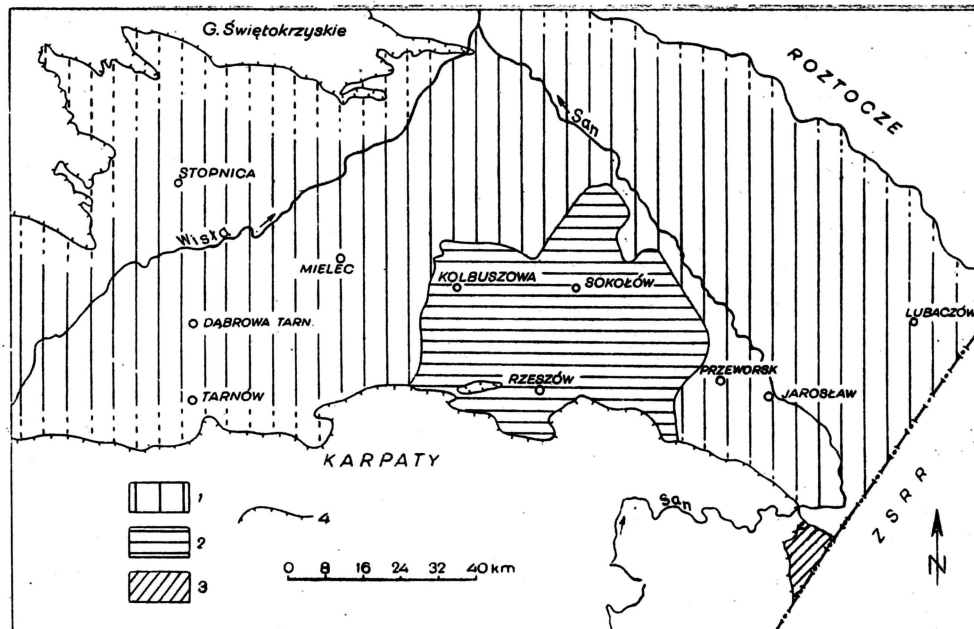 G. Świętokrzyskie
ROZTOCZE
San
STOPNICA
Wisła
MIELEC
KOLBUSZOWA
SOKOŁÓW
LUBACZÓW
DĄBROWA TARN.
RZESZÓW
PRZEWORSK
TARNÓW
JAROSŁAW
KARPATY
ZSRR
San
1
4
2
3
0 8 16 24 32 40 km
N